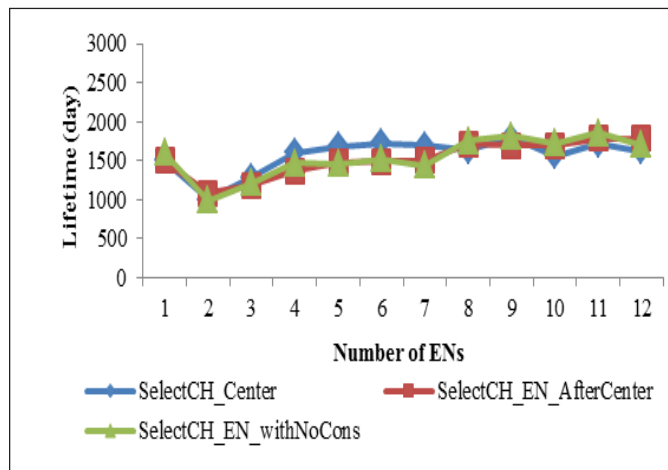 3000
2500
2000
1500
1000
500
0
Lifetime (day)
1 2 3 4 5 6 7 8 9 10 11 12
Number of ENs
SelectCH_Center SelectCH_EN_AfterCenter
SelectCH_EN_withNoCons